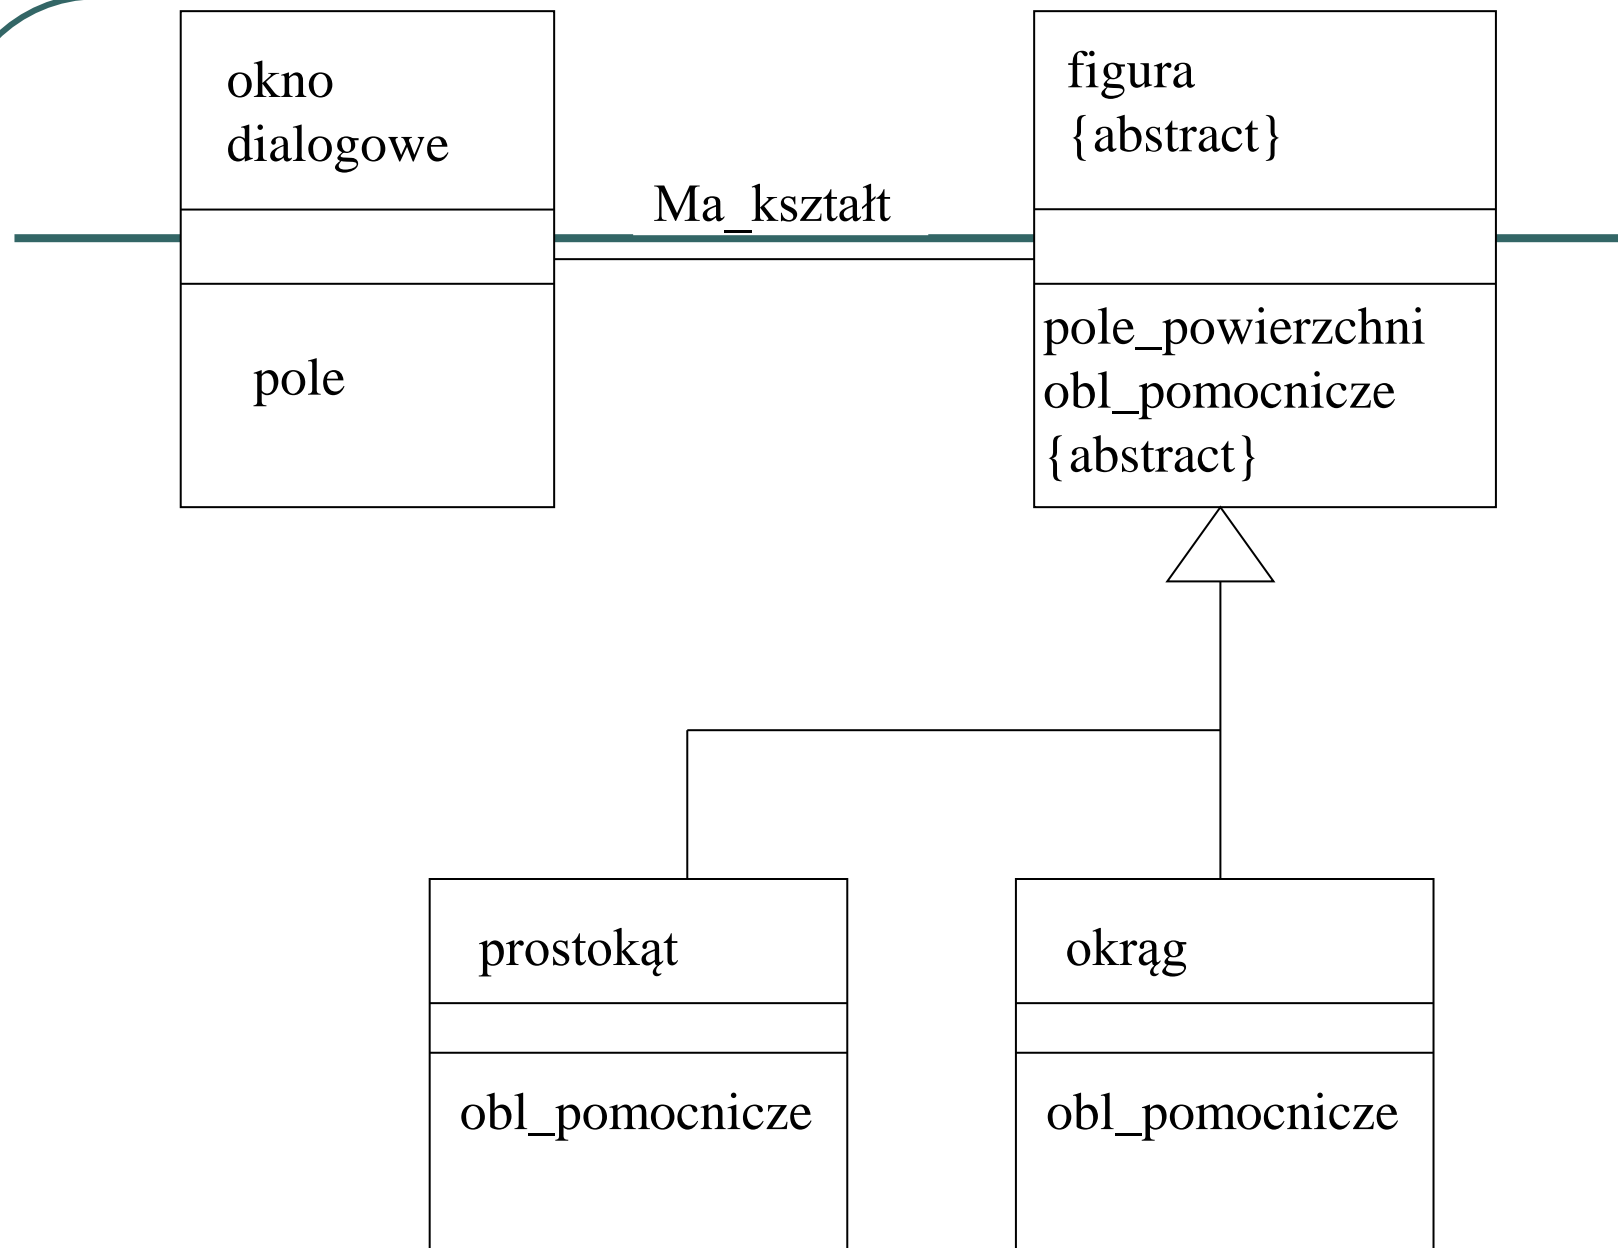 okno
dialogowe
pole
Ma_kształt
figura
{abstract}
pole_powierzchni
obl_pomocnicze
{abstract}
prostokąt
obl_pomocnicze
okrąg
obl_pomocnicze